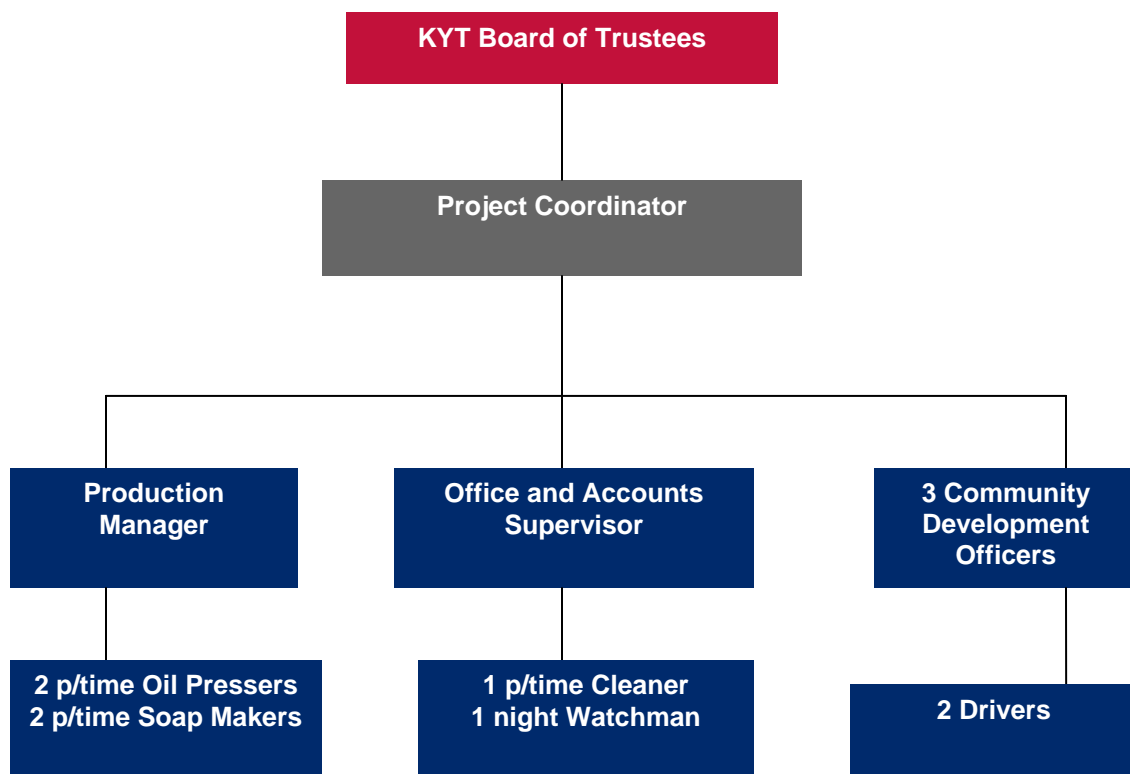 KYT Board of Trustees
Project Coordinator
Production
Manager
Office and Accounts
Supervisor
3 Community
Development
Officers
2 p/time Oil Pressers
2 p/time Soap Makers
1 p/time Cleaner
1 night Watchman
2 Drivers